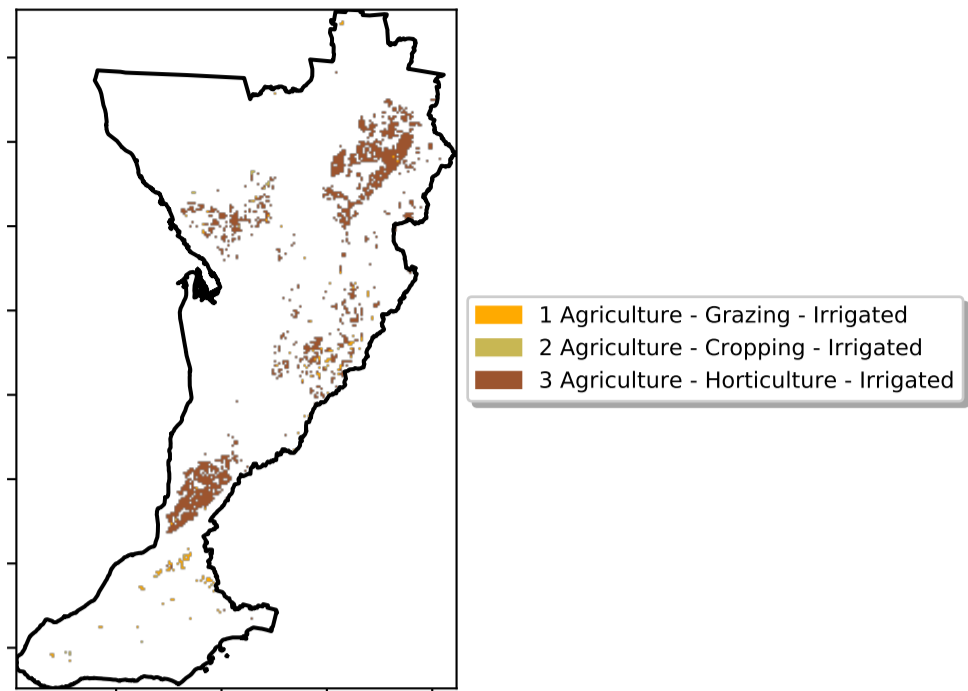 1 Agriculture - Grazing - Irrigated
2 Agriculture - Cropping - Irrigated
3 Agriculture - Horticulture - Irrigated